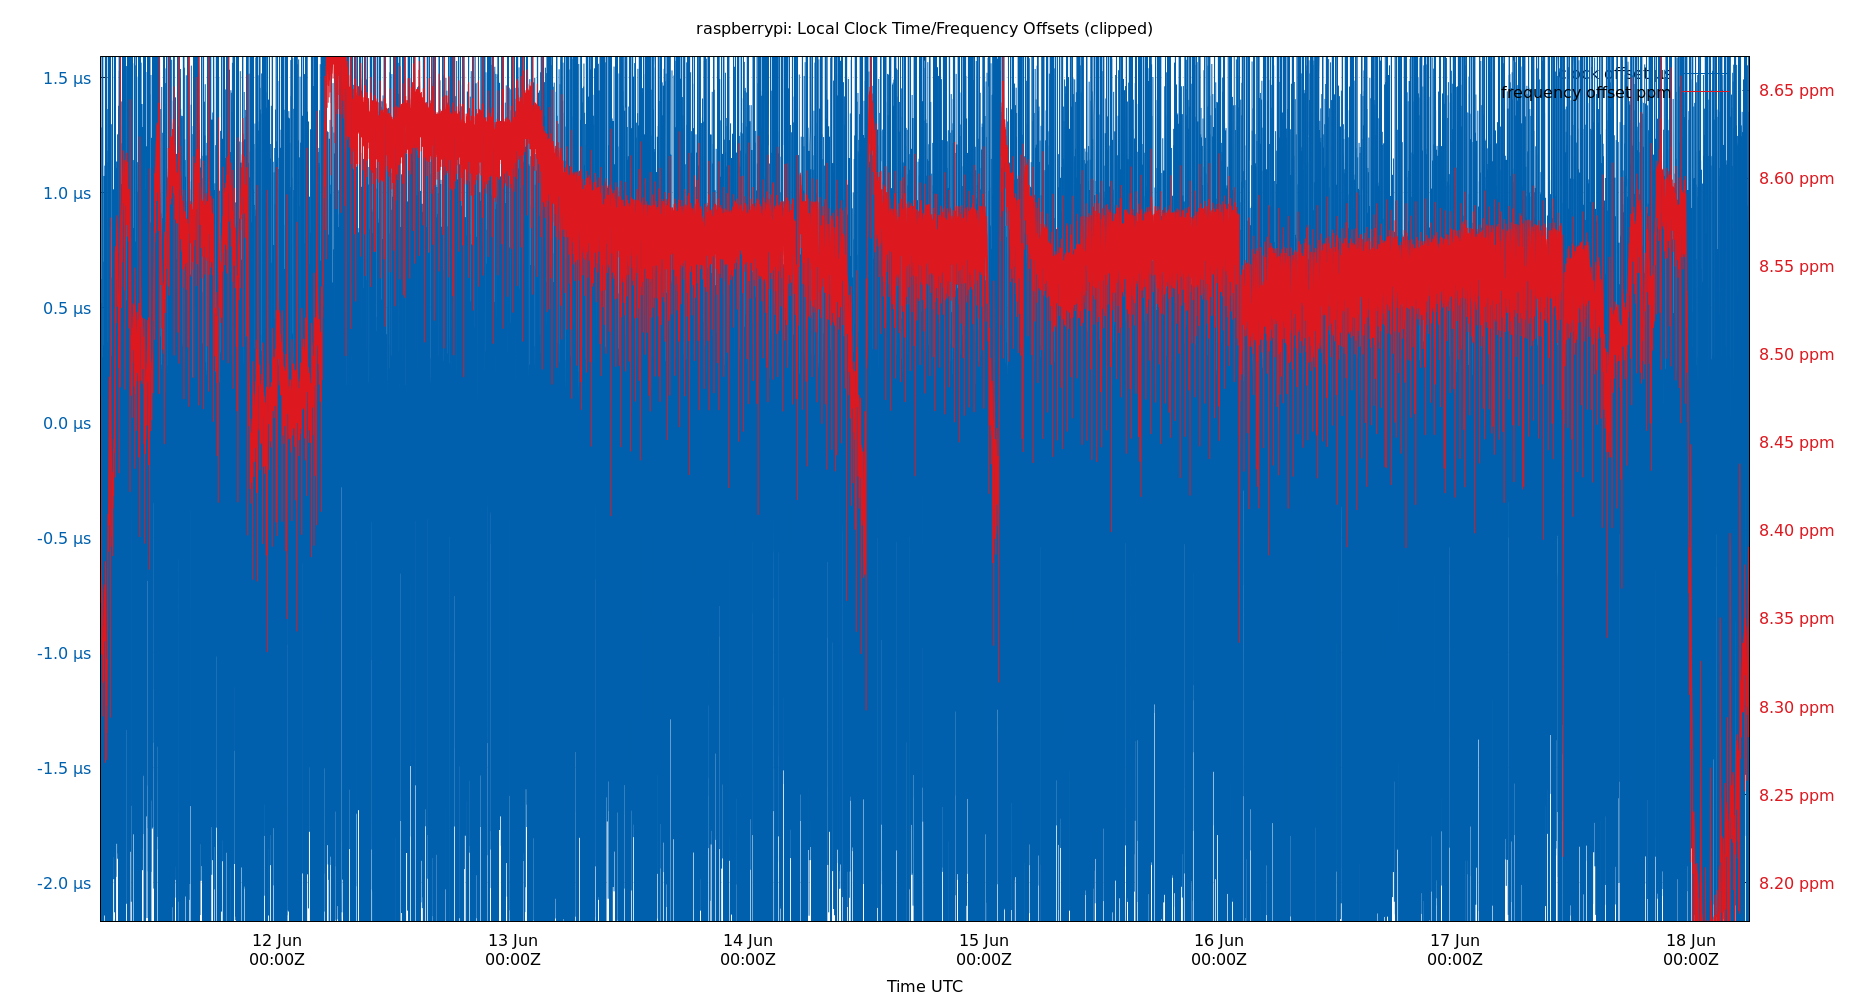 raspberrypi: Local Clock Time/Frequency Offsets (clipped)
clock offset µs
frequency offset ppm
1.5 µs
1.0 µs
0.5 µs
0.0 µs
-0.5 µs
-1.0 µs
-1.5 µs
-2.0 µs
8.65 ppm
8.60 ppm
8.55 ppm
8.50 ppm
8.45 ppm
8.40 ppm
8.35 ppm
8.30 ppm
8.25 ppm
8.20 ppm
12 Jun 13 Jun 14 Jun 15 Jun 16 Jun 17 Jun 18 Jun
00:00Z 00:00Z 00:00Z 00:00Z 00:00Z 00:00Z 00:00Z
Time UTC